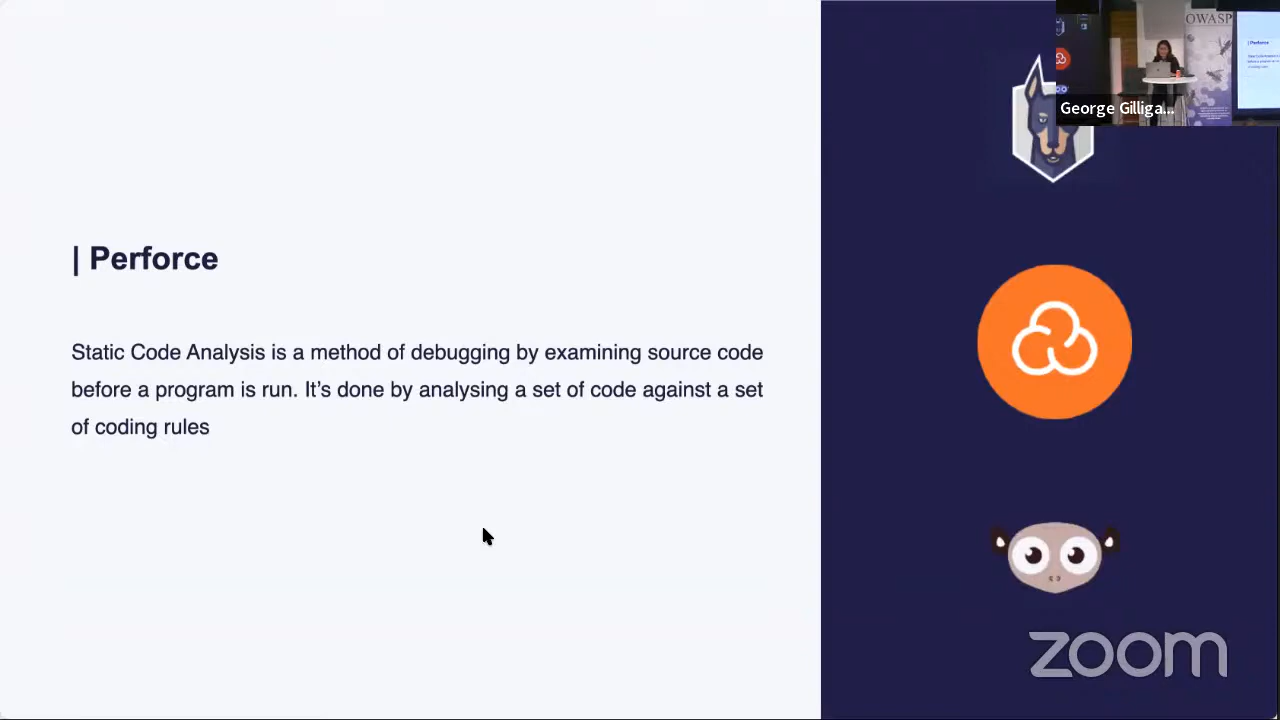 OWASP
George Gilliga...
| Perforce
Static Code Analysis is a method of debugging by examining source code
before a program is run. It’s done by analysing a set of code against a set
of coding rules
| Perforce
zoom